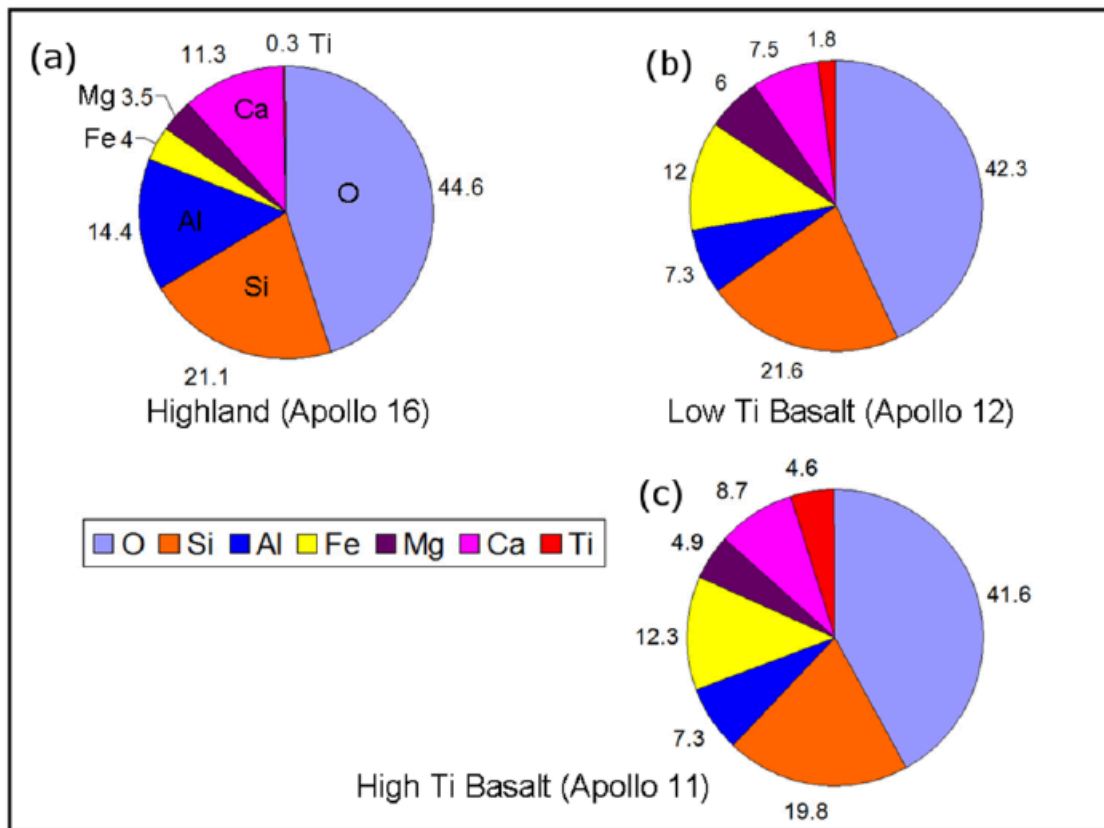 (a)
0.3 Ti
11.3
Mg 3.5
Ca
Fe 4
O
44.6
14.4
Al
Si
21.1
Highland (Apollo 16)
(b)
1.8
7.5
6
42.3
12
7.3
21.6
Low Ti Basalt (Apollo 12)
O Si Al Fe Mg Ca Ti
(c)
4.6
8.7
4.9
41.6
12.3
7.3
19.8
High Ti Basalt (Apollo 11)